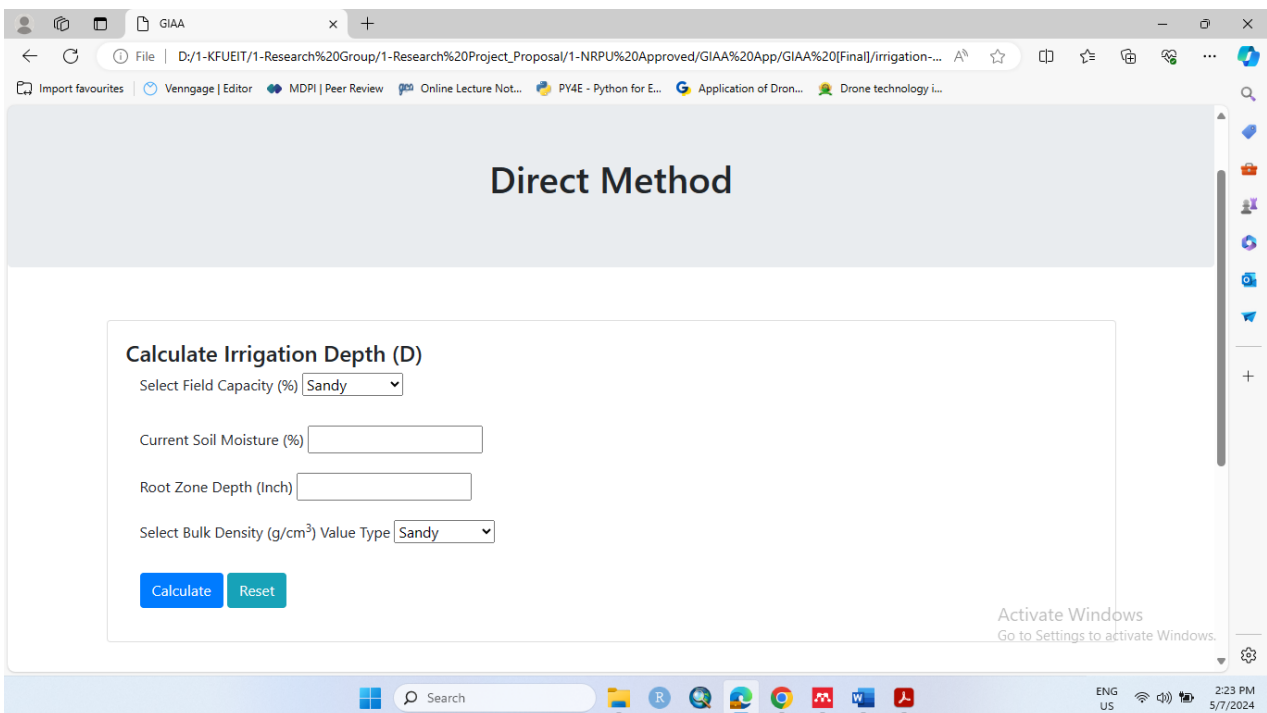 GIAA
File D:/1-KFUEIT/1-Research%20Group/1-Research%20Project_Proposal/1-NRPU%20Approved/GIAA%20App/GIAA%20[Final]/irrigation-...
Import favourites Venngage | Editor MDPI | Peer Review Online Lecture Not... PY4E - Python for E... Application of Dron... Drone technology i...
Direct Method
Calculate Irrigation Depth (D)
Select Field Capacity (%) Sandy
Current Soil Moisture (%)
Root Zone Depth (Inch)
Select Bulk Density (g/cm³) Value Type Sandy
Calculate Reset
Activate Windows
Go to Settings to activate Windows.
Search
ENG
US
2:23 PM
5/7/2024